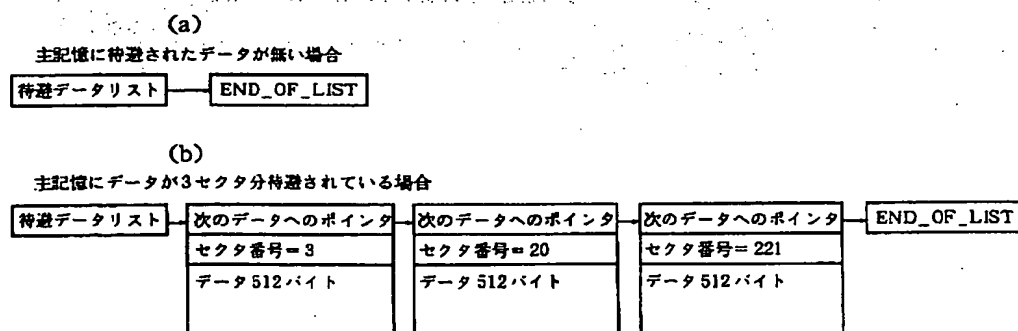 (a)
主記憶に待避されたデータが無い場合
待避データリスト END_OF_LIST
(b)
主記憶にデータが3セクタ分待避されている場合
待避データリスト 次のデータへのポインタ 次のデータへのポインタ 次のデータへのポインタ END_OF_LIST
セクタ番号=3 セクタ番号=20 セクタ番号=221
データ512バイト データ512バイト データ512バイト